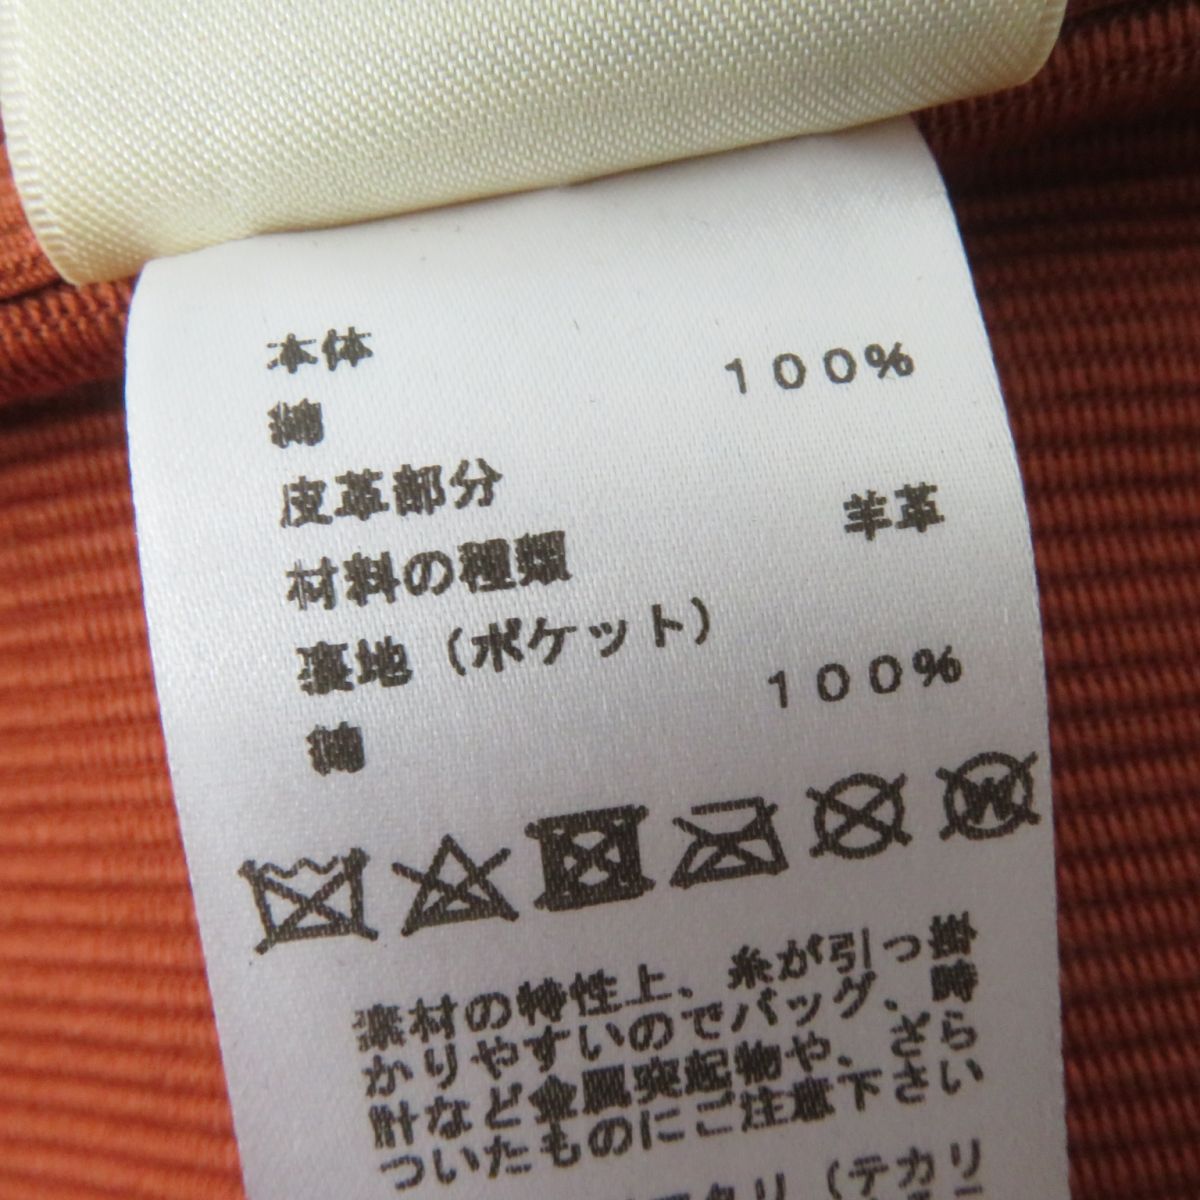 本体
綿 100%
皮革部分
材料の種類 羊革
裏地（ポケット）
綿 100%
W
素材の特性上、糸が引っ掛
かりやすいのでバッグ、時
計など金属突起物や、ざら
ついたものにご注意下さい
（テカリ